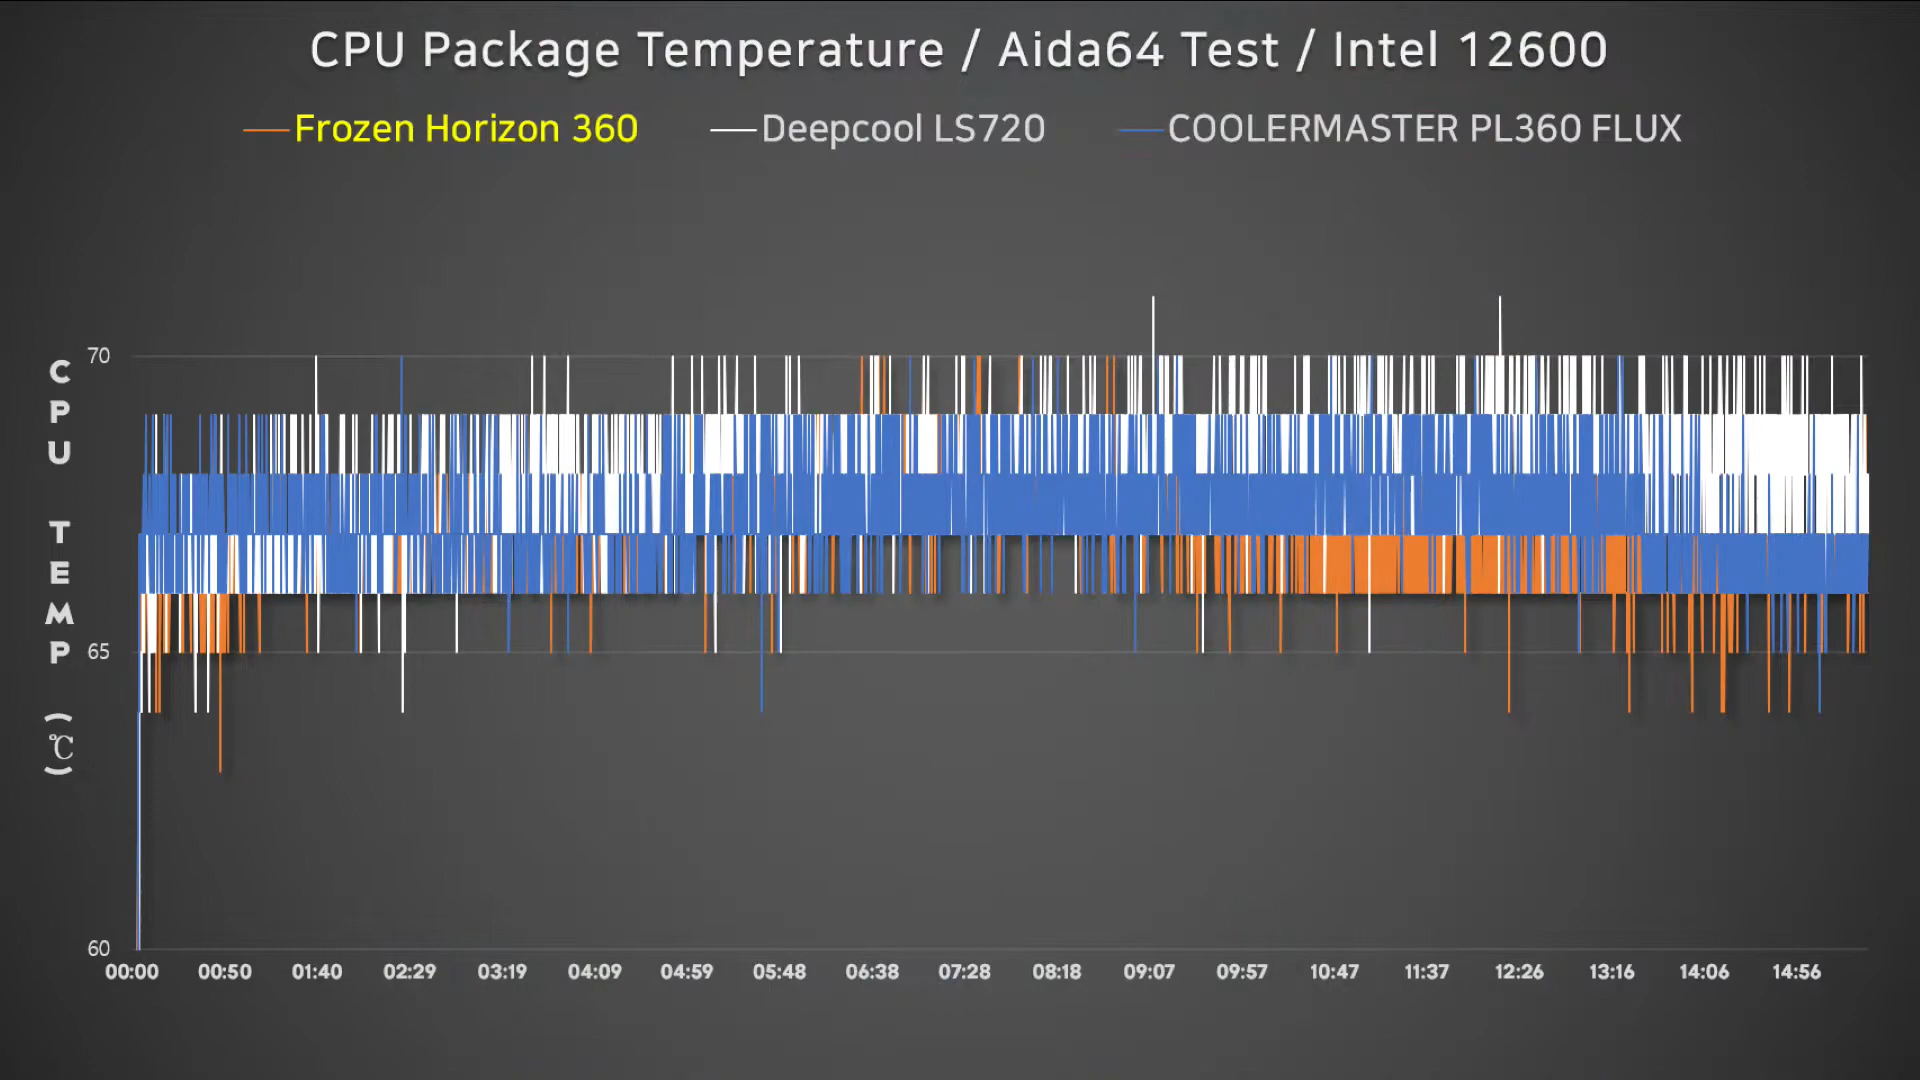 CPU Package Temperature / Aida64 Test / Intel 12600
Frozen Horizon 360 Deepcool LS720 COOLERMASTER PL360 FLUX
CPU TEMP (℃)
70
65
60
00:00 00:50 01:40 02:29 03:19 04:09 04:59 05:48 06:38 07:28 08:18 09:07 09:57 10:47 11:37 12:26 13:16 14:06 14:56